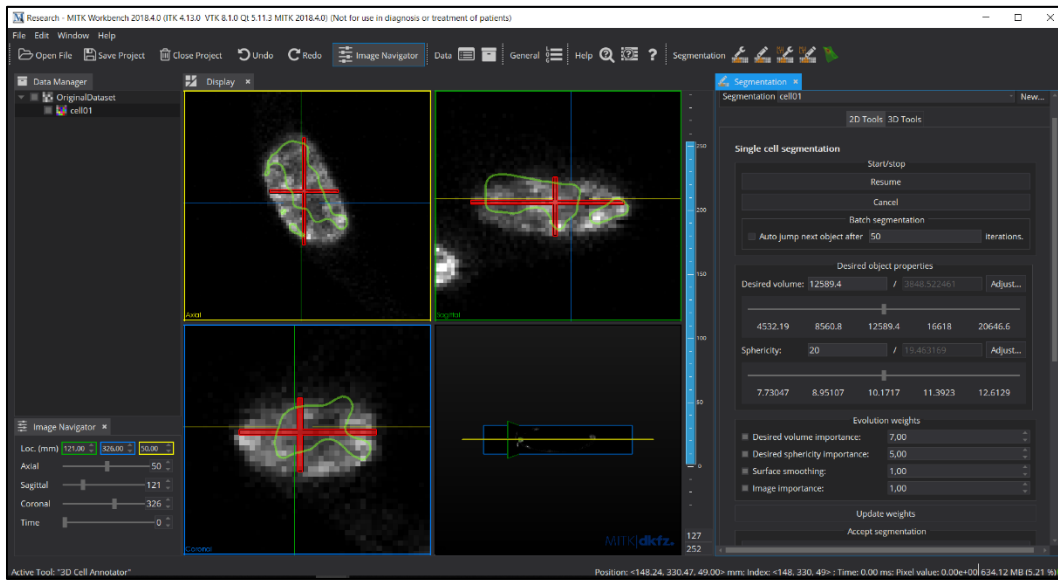 Research - MITK Workbench 2018.4.0 (ITK 4.13.0 VTK 8.1.0 Qt 5.11.3 MITK 2018.4.0) (Not for use in diagnosis or treatment of patients)
File Edit Window Help
Open File Save Project Close Project Undo Redo Image Navigator Data General Help ? Segmentation
Data Manager
OriginalDataset
cell01
Display
Axial
Sagittal
Coronal
MITK|dkfz.
250
200
150
100
50
0
127
252
Image Navigator
Loc. (mm) 121,00 326,00 50,00
Axial 50
Sagittal 121
Coronal 326
Time 0
Segmentation
Segmentation cell01 New...
2D Tools 3D Tools
Single cell segmentation
Start/stop
Resume
Cancel
Batch segmentation
Auto jump next object after 50 iterations.
Desired object properties
Desired volume: 12589.4 / 3848.522461 Adjust...
4532.19 8560.8 12589.4 16618 20646.6
Sphericity: 20 / 19.463169 Adjust...
7.73047 8.95107 10.1717 11.3923 12.6129
Evolution weights
Desired volume importance: 7,00
Desired sphericity importance: 5,00
Surface smoothing: 1,00
Image importance: 1,00
Update weights
Accept segmentation
Active Tool: "3D Cell Annotator"
Position: <148.24, 330.47, 49.00> mm; Index: <148, 330, 49> ; Time: 0.00 ms; Pixel value: 0.00e+00 634.12 MB (5.21 %)